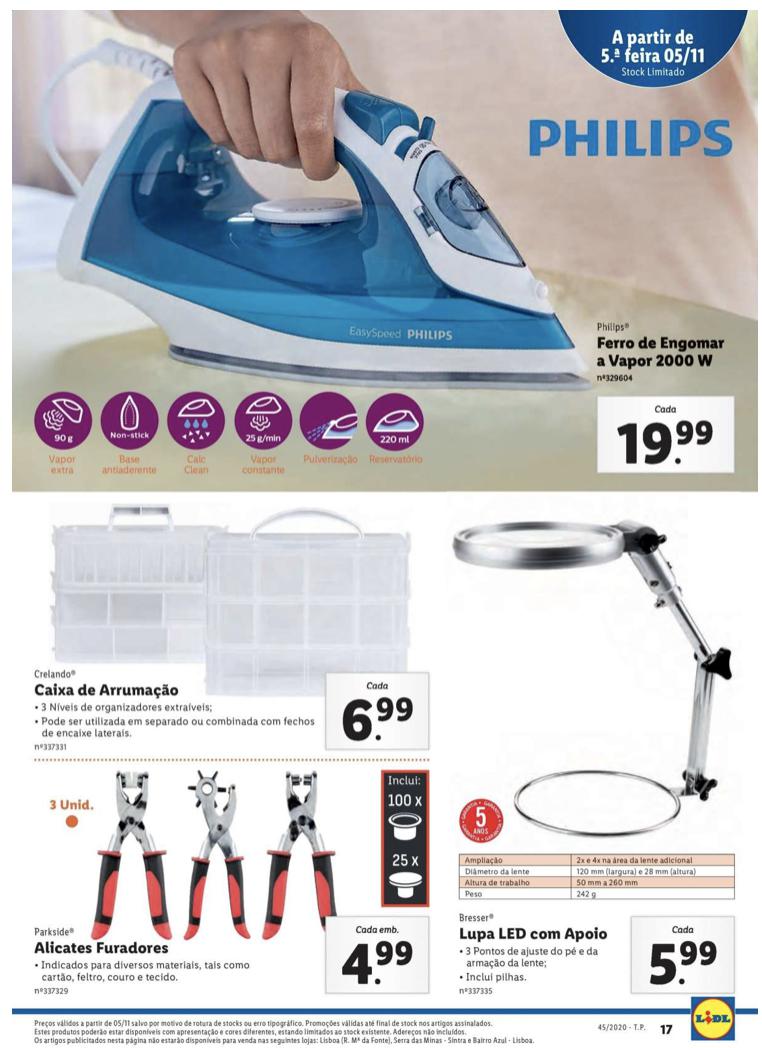 A partir de
5.ª feira 05/11
Stock Limitado
PHILIPS
EasySpeed PHILIPS
Philips®
Ferro de Engomar
a Vapor 2000 W
nº329604
Cada
19.99
90 g
Vapor
extra
Non-stick
Base
antiaderente
Calc
Clean
25 g/min
Vapor
constante
Pulverização
220 ml
Reservatório
Crelando®
Caixa de Arrumação
• 3 Níveis de organizadores extraíveis;
• Pode ser utilizada em separado ou combinada com fechos
de encaixe laterais.
nº337331
Cada
6.99
3 Unid.
Inclui:
100 x
25 x
Parkside®
Alicates Furadores
• Indicados para diversos materiais, tais como
cartão, feltro, couro e tecido.
nº337329
Cada emb.
4.99
GARANTIA
5
ANOS
GARANTIA
Ampliação 2x e 4x na área da lente adicional
Diâmetro da lente 120 mm (largura) e 28 mm (altura)
Altura de trabalho 50 mm a 260 mm
Peso 242 g
Bresser®
Lupa LED com Apoio
• 3 Pontos de ajuste do pé e da
armação da lente;
• Inclui pilhas.
nº337335
Cada
5.99
Preços válidos a partir de 05/11 salvo por motivo de rotura de stocks ou erro tipográfico. Promoções válidas até final de stock nos artigos assinalados.
Estes produtos poderão estar disponíveis com apresentação e cores diferentes, estando limitados ao stock existente. Adereços não incluídos.
Os artigos publicitados nesta página não estarão disponíveis para venda nas seguintes lojas: Lisboa (R. Mª da Fonte), Serra das Minas - Sintra e Bairro Azul - Lisboa.
45/2020 - T.P. 17
LIDL